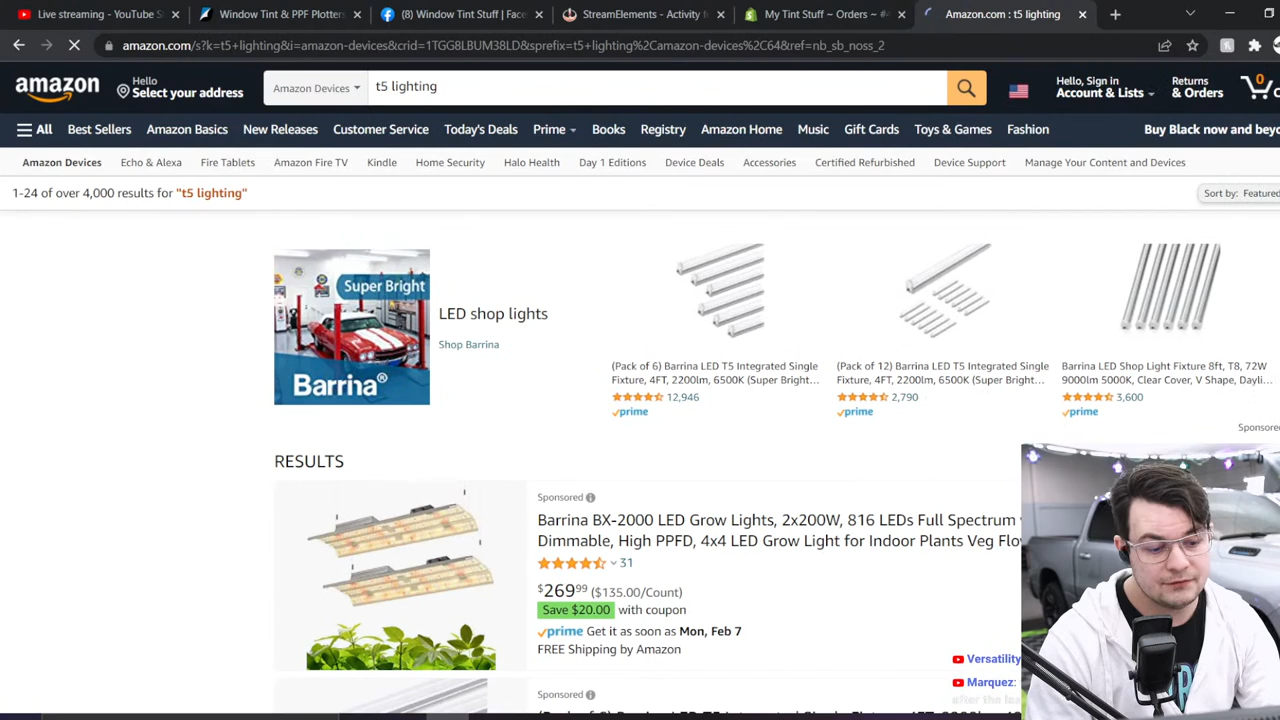 Live streaming - YouTube S
Window Tint & PPF Plotters
(8) Window Tint Stuff | Face
StreamElements - Activity f
My Tint Stuff ~ Orders ~ #4
Amazon.com : t5 lighting
amazon.com/s?k=t5+lighting&i=amazon-devices&crid=1TGG8LBUM38LD&sprefix=t5+lighting%2Camazon-devices%2C64&ref=nb_sb_noss_2
amazon
Hello
Select your address
Amazon Devices
t5 lighting
Hello, Sign in
Account & Lists
Returns
& Orders
0
All
Best Sellers
Amazon Basics
New Releases
Customer Service
Today's Deals
Prime
Books
Registry
Amazon Home
Music
Gift Cards
Toys & Games
Fashion
Buy Black now and beyo
Amazon Devices
Echo & Alexa
Fire Tablets
Amazon Fire TV
Kindle
Home Security
Halo Health
Day 1 Editions
Device Deals
Accessories
Certified Refurbished
Device Support
Manage Your Content and Devices
1-24 of over 4,000 results for "t5 lighting"
Sort by: Featured
Super Bright
Barrina®
LED shop lights
Shop Barrina
(Pack of 6) Barrina LED T5 Integrated Single
Fixture, 4FT, 2200lm, 6500K (Super Bright...
12,946
prime
(Pack of 12) Barrina LED T5 Integrated Single
Fixture, 4FT, 2200lm, 6500K (Super Bright...
2,790
prime
Barrina LED Shop Light Fixture 8ft, T8, 72W
9000lm 5000K, Clear Cover, V Shape, Dayli...
3,600
prime
Sponsored
RESULTS
Sponsored
Barrina BX-2000 LED Grow Lights, 2x200W, 816 LEDs Full Spectrum
Dimmable, High PPFD, 4x4 LED Grow Light for Indoor Plants Veg Flo
31
$269.99 ($135.00/Count)
Save $20.00 with coupon
prime Get it as soon as Mon, Feb 7
FREE Shipping by Amazon
Sponsored
Versatility
Marquez:
after the